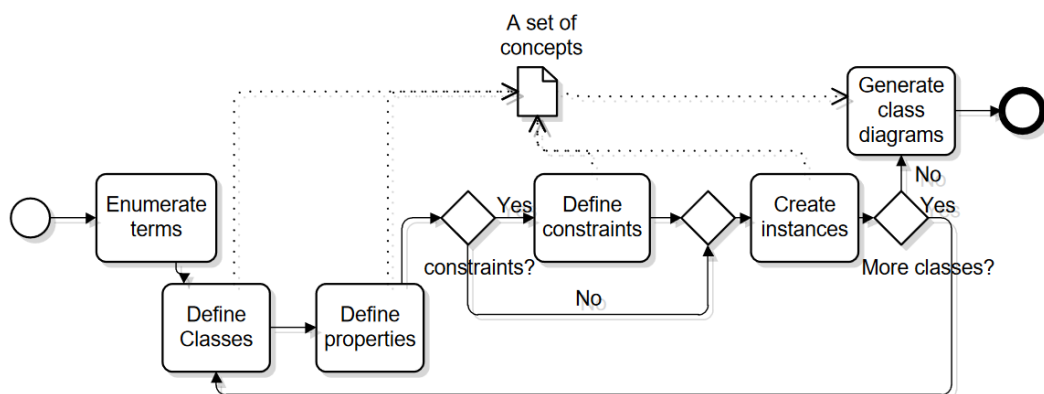 A set of
concepts
Generate
class
diagrams
Enumerate
terms
Yes
Define
constraints
Create
instances
No
Yes
constraints?
More classes?
No
Define
Classes
Define
properties